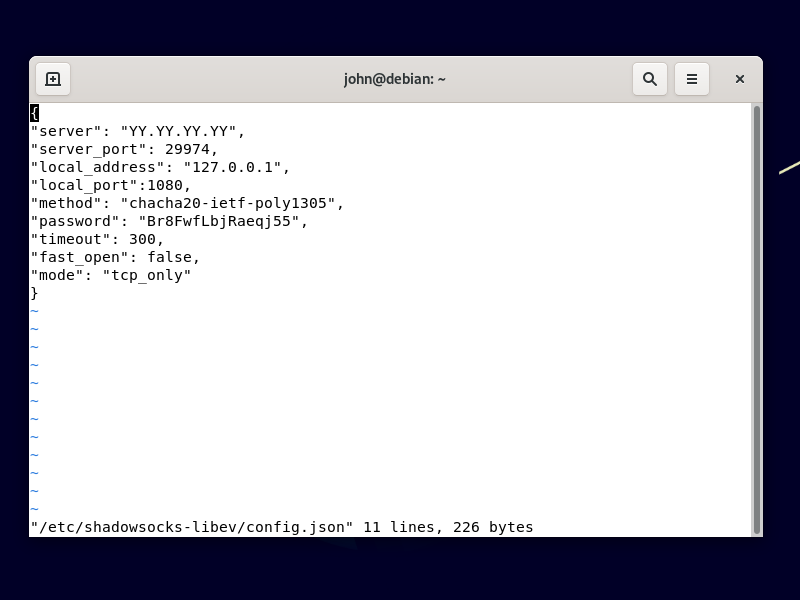 john@debian: ~
{
"server": "YY.YY.YY.YY",
"server_port": 29974,
"local_address": "127.0.0.1",
"local_port":1080,
"method": "chacha20-ietf-poly1305",
"password": "Br8FwfLbjRaeqj55",
"timeout": 300,
"fast_open": false,
"mode": "tcp_only"
}
~
~
~
~
~
~
~
~
~
~
~
~
"/etc/shadowsocks-libev/config.json" 11 lines, 226 bytes